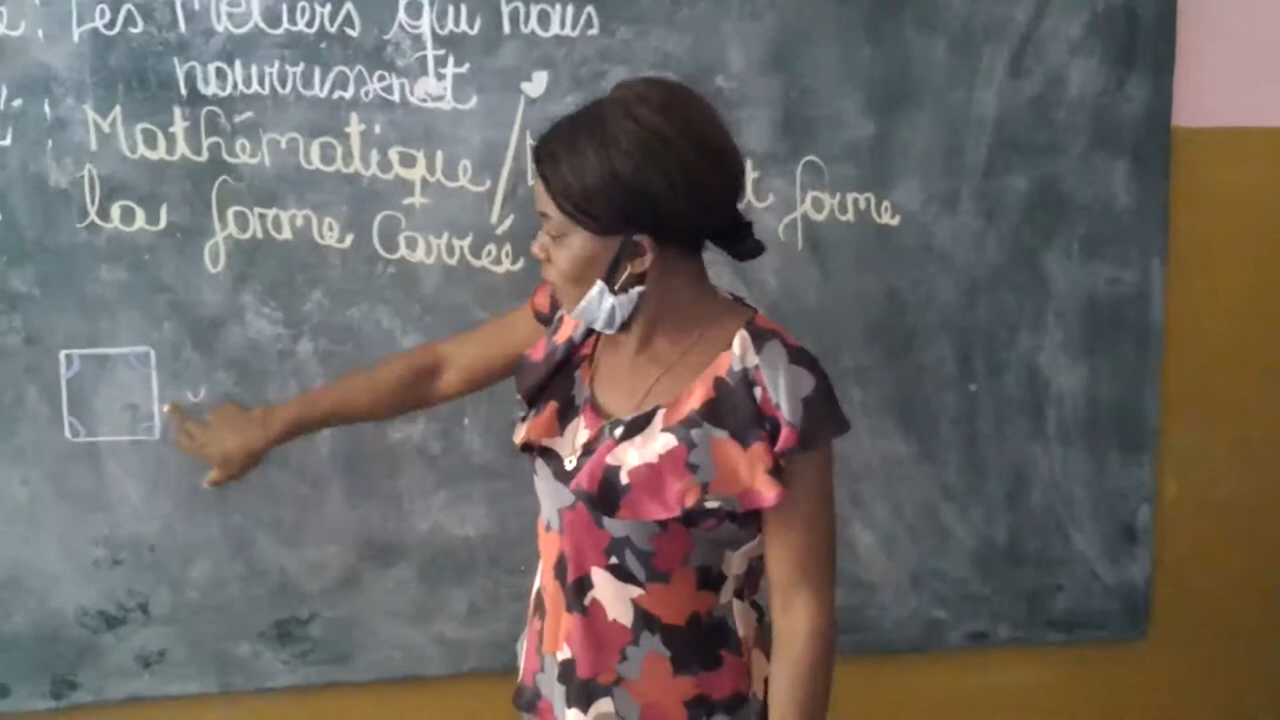 : Les Métiers qui nous
nourrissent
: Mathématique / t forme
la forme Carrée